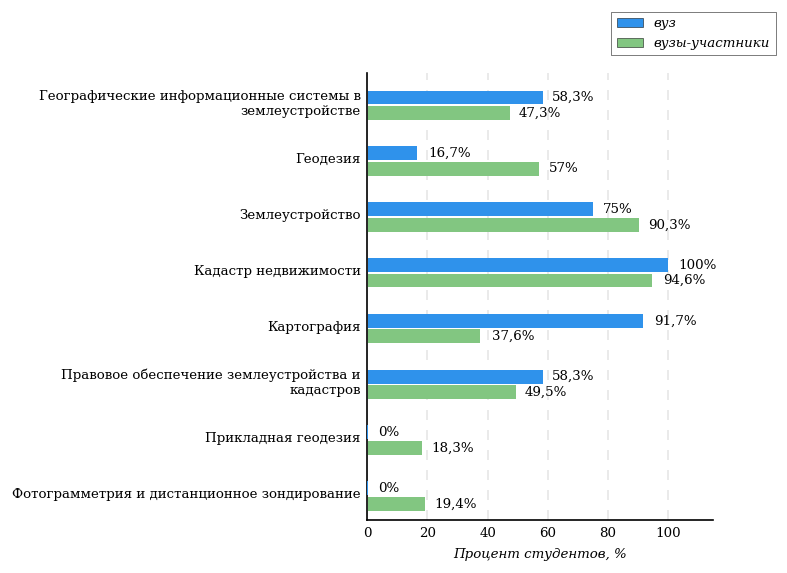 вуз
вузы-участники
Географические информационные системы в
землеустройстве
58,3%
47,3%
Геодезия
16,7%
57%
Землеустройство
75%
90,3%
Кадастр недвижимости
100%
94,6%
Картография
91,7%
37,6%
Правовое обеспечение землеустройства и
кадастров
58,3%
49,5%
Прикладная геодезия
0%
18,3%
Фотограмметрия и дистанционное зондирование
0%
19,4%
0 20 40 60 80 100
Процент студентов, %